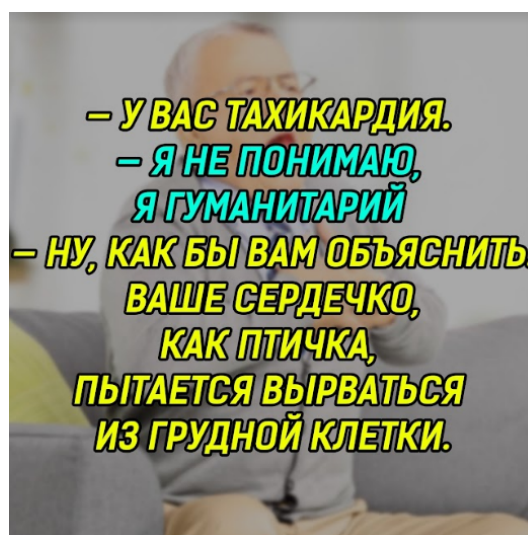 – У ВАС ТАХИКАРДИЯ.
– Я НЕ ПОНИМАЮ,
Я ГУМАНИТАРИЙ
– НУ, КАК БЫ ВАМ ОБЪЯСНИТЬ.
ВАШЕ СЕРДЕЧКО,
КАК ПТИЧКА,
ПЫТАЕТСЯ ВЫРВАТЬСЯ
ИЗ ГРУДНОЙ КЛЕТКИ.